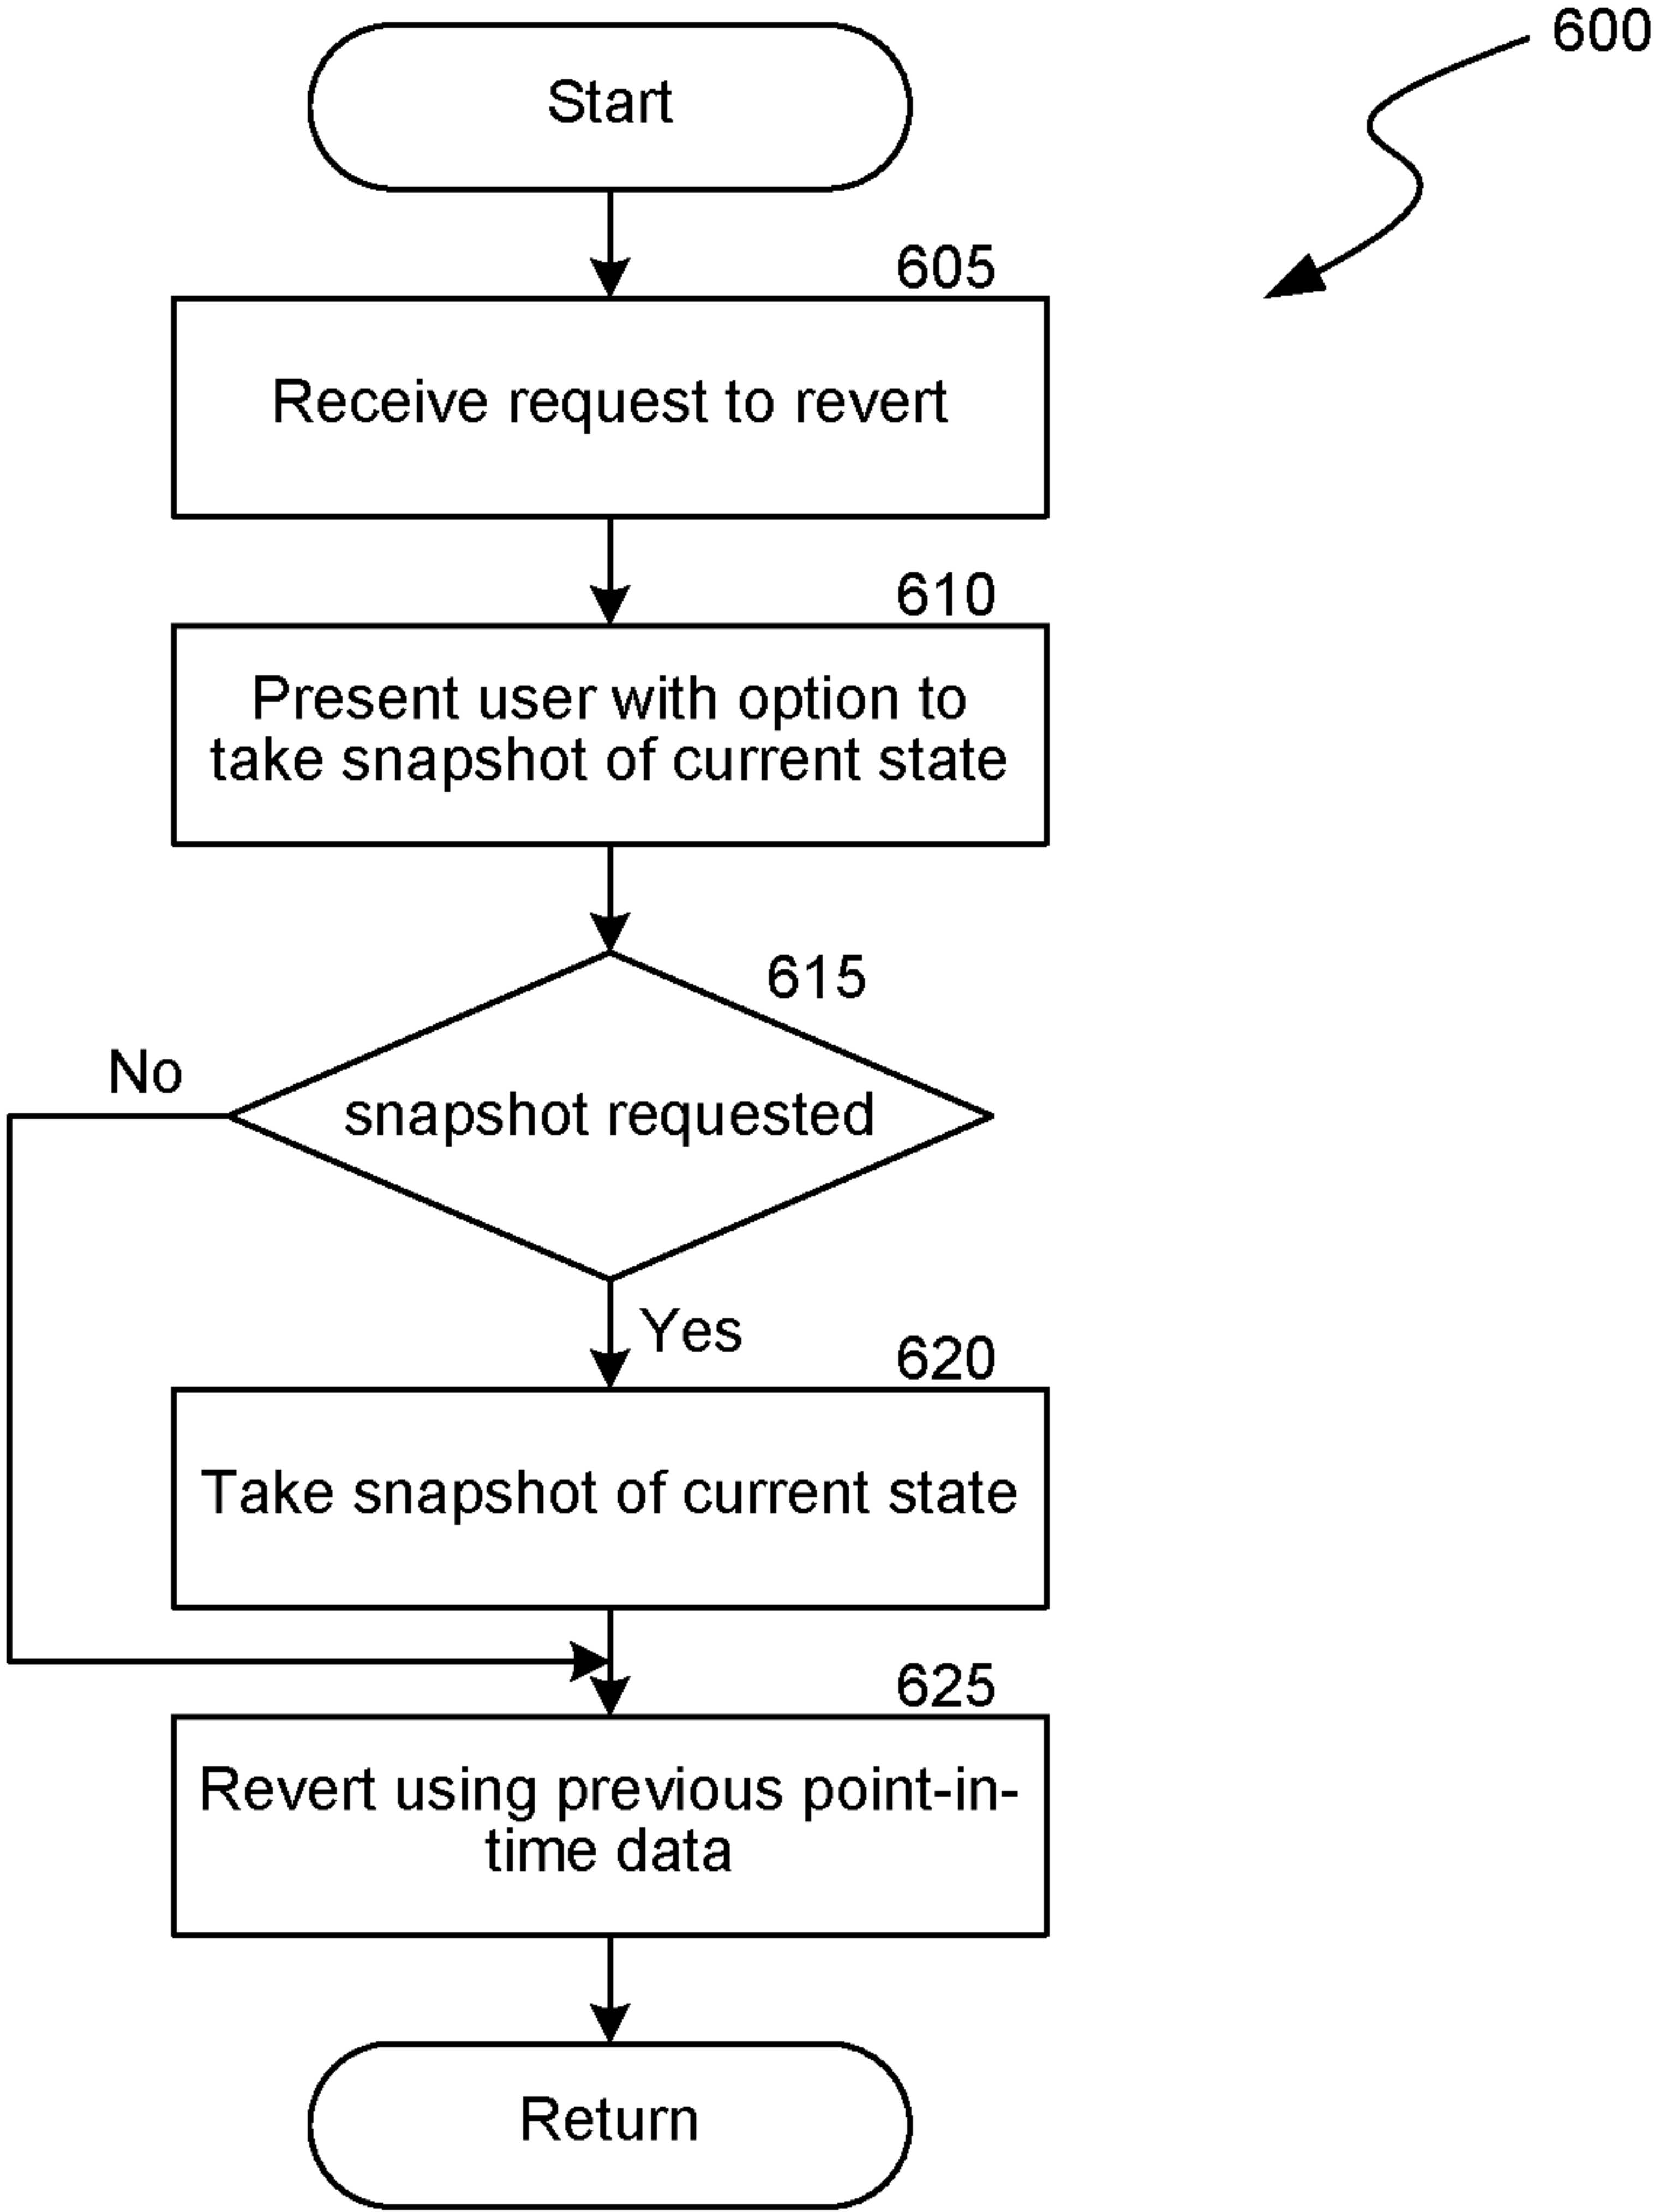 600
Start
605
Receive request to revert
610
Present user with option to
take snapshot of current state
615
No
snapshot requested
Yes
620
Take snapshot of current state
625
Revert using previous point-in-
time data
Return